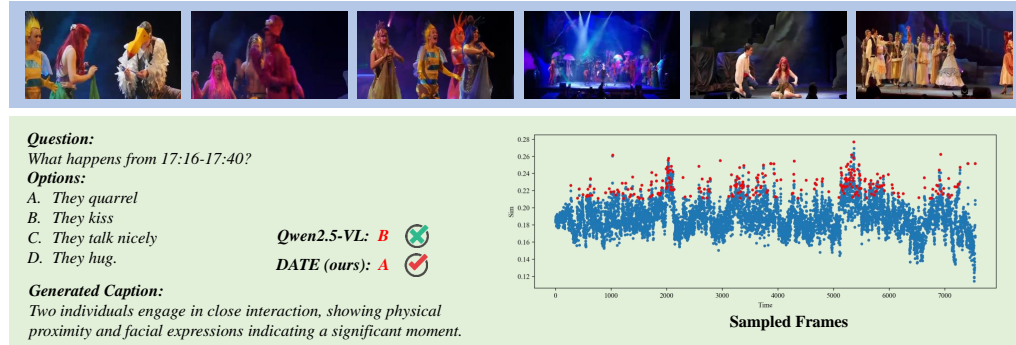 Question:
What happens from 17:16-17:40?
Options:
A. They quarrel
B. They kiss
C. They talk nicely
D. They hug.
Qwen2.5-VL: B
DATE (ours): A
Generated Caption:
Two individuals engage in close interaction, showing physical
proximity and facial expressions indicating a significant moment.
0.28
0.26
0.24
0.22
0.20
0.18
0.16
0.14
0.12
Sim
0 1000 2000 3000 4000 5000 6000 7000
Time
Sampled Frames